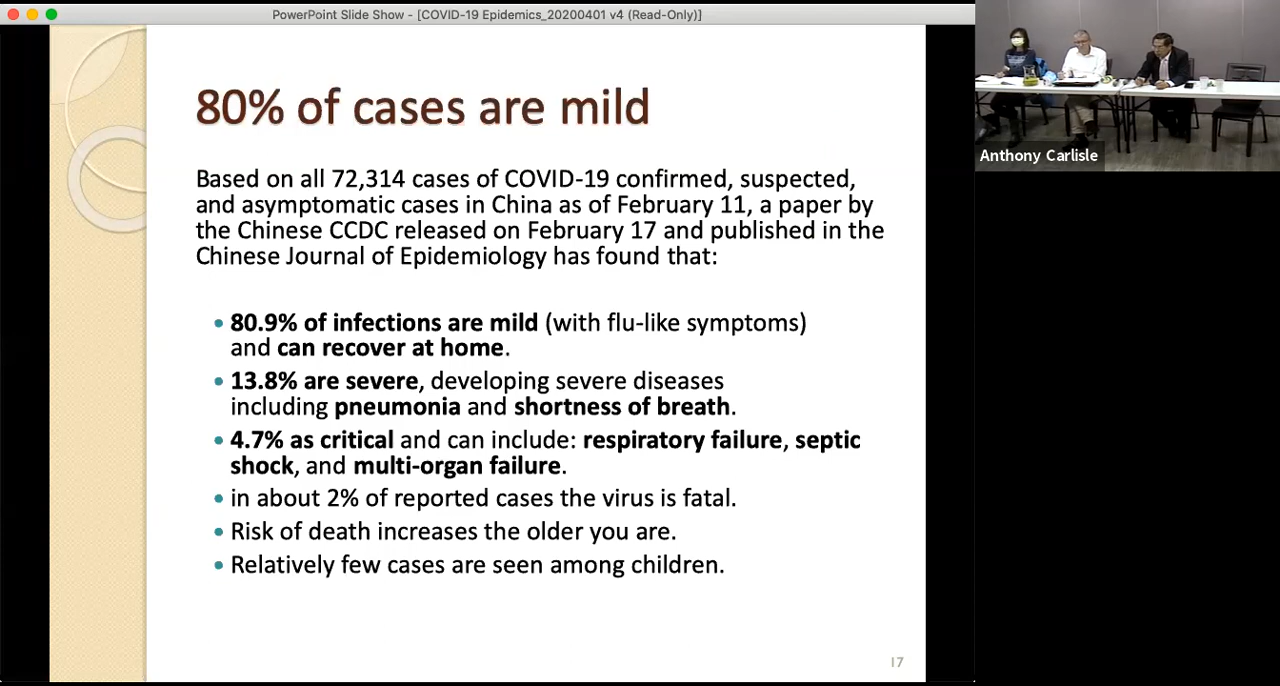 PowerPoint Slide Show - [COVID-19 Epidemics_20200401 v4 (Read-Only)]
80% of cases are mild
Based on all 72,314 cases of COVID-19 confirmed, suspected,
and asymptomatic cases in China as of February 11, a paper by
the Chinese CCDC released on February 17 and published in the
Chinese Journal of Epidemiology has found that:
• 80.9% of infections are mild (with flu-like symptoms)
and can recover at home.
• 13.8% are severe, developing severe diseases
including pneumonia and shortness of breath.
• 4.7% as critical and can include: respiratory failure, septic
shock, and multi-organ failure.
• in about 2% of reported cases the virus is fatal.
• Risk of death increases the older you are.
• Relatively few cases are seen among children.
17
Anthony Carlisle